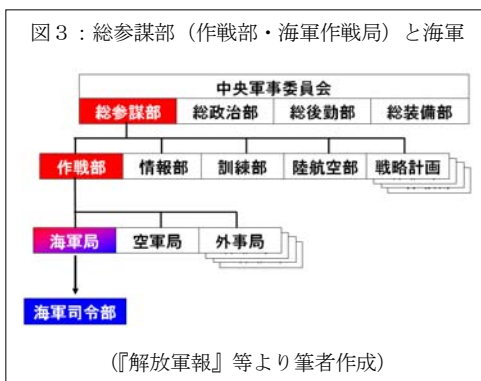 図３：総参謀部（作戦部・海軍作戦局）と海軍
中央軍事委員会
総参謀部 総政治部 総後勤部 総装備部
作戦部 情報部 訓練部 陸航空部 戦略計画
海軍局 空軍局 外事局
海軍司令部
（『解放軍報』等より筆者作成）